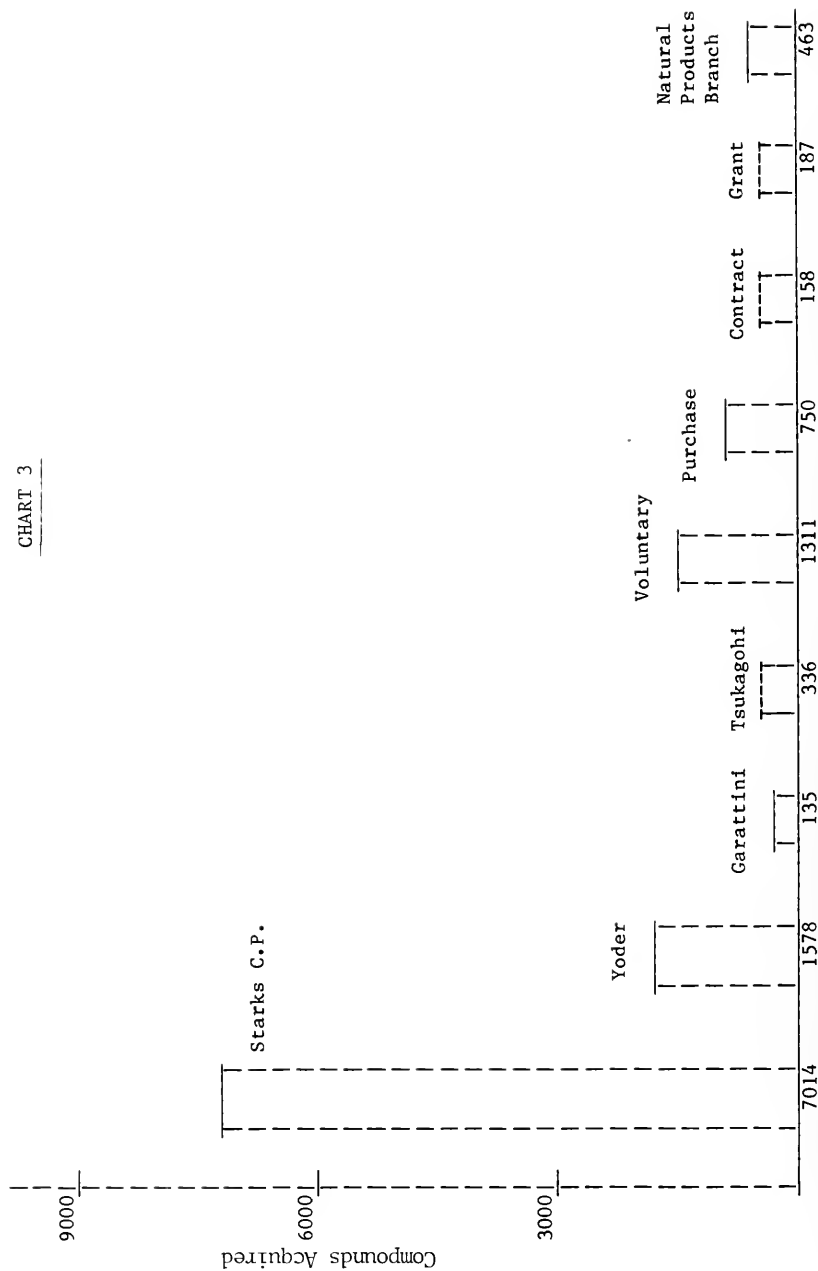 CHART 3
Compounds Acquired
9000
6000
3000
Starks C.P.
Yoder
Garattini
Tsukagohi
Voluntary
Purchase
Contract
Grant
Natural
Products
Branch
7014
1578
135
336
1311
750
158
187
463